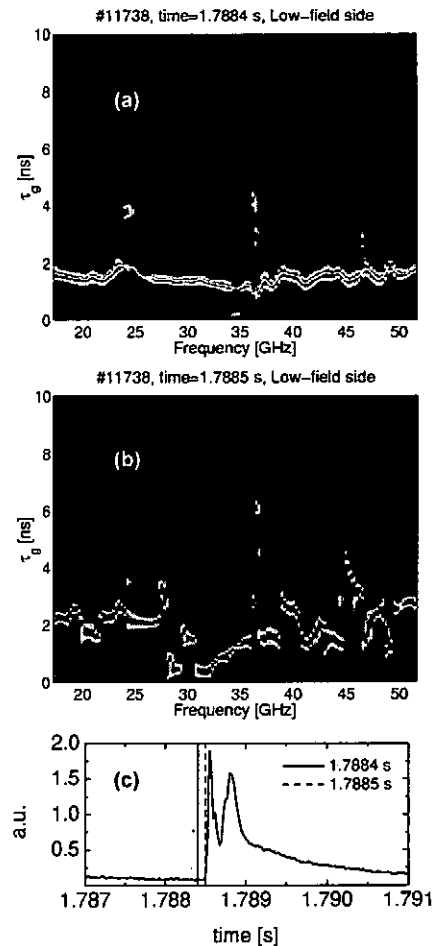 #11738, time=1.7884 s, Low-field side
(a)
10
8
6
4
2
0
τg [ns]
20 25 30 35 40 45 50
Frequency [GHz]
#11738, time=1.7885 s, Low-field side
(b)
10
8
6
4
2
0
τg [ns]
20 25 30 35 40 45 50
Frequency [GHz]
(c)
1.7884 s
1.7885 s
2.0
1.5
1.0
0.5
a.u.
1.787 1.788 1.789 1.790 1.791
time [s]